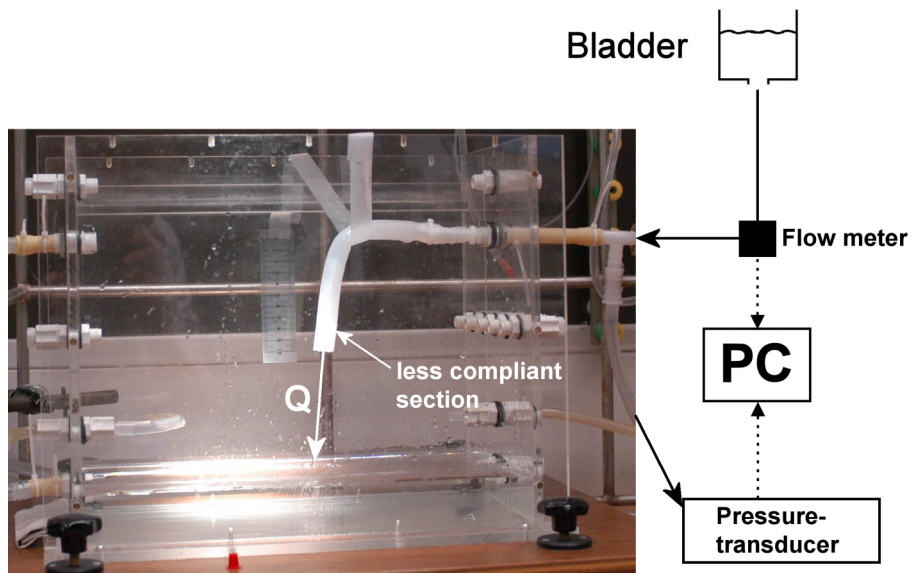 Bladder
Flow meter
PC
less compliant
section
Q
Pressure-
transducer